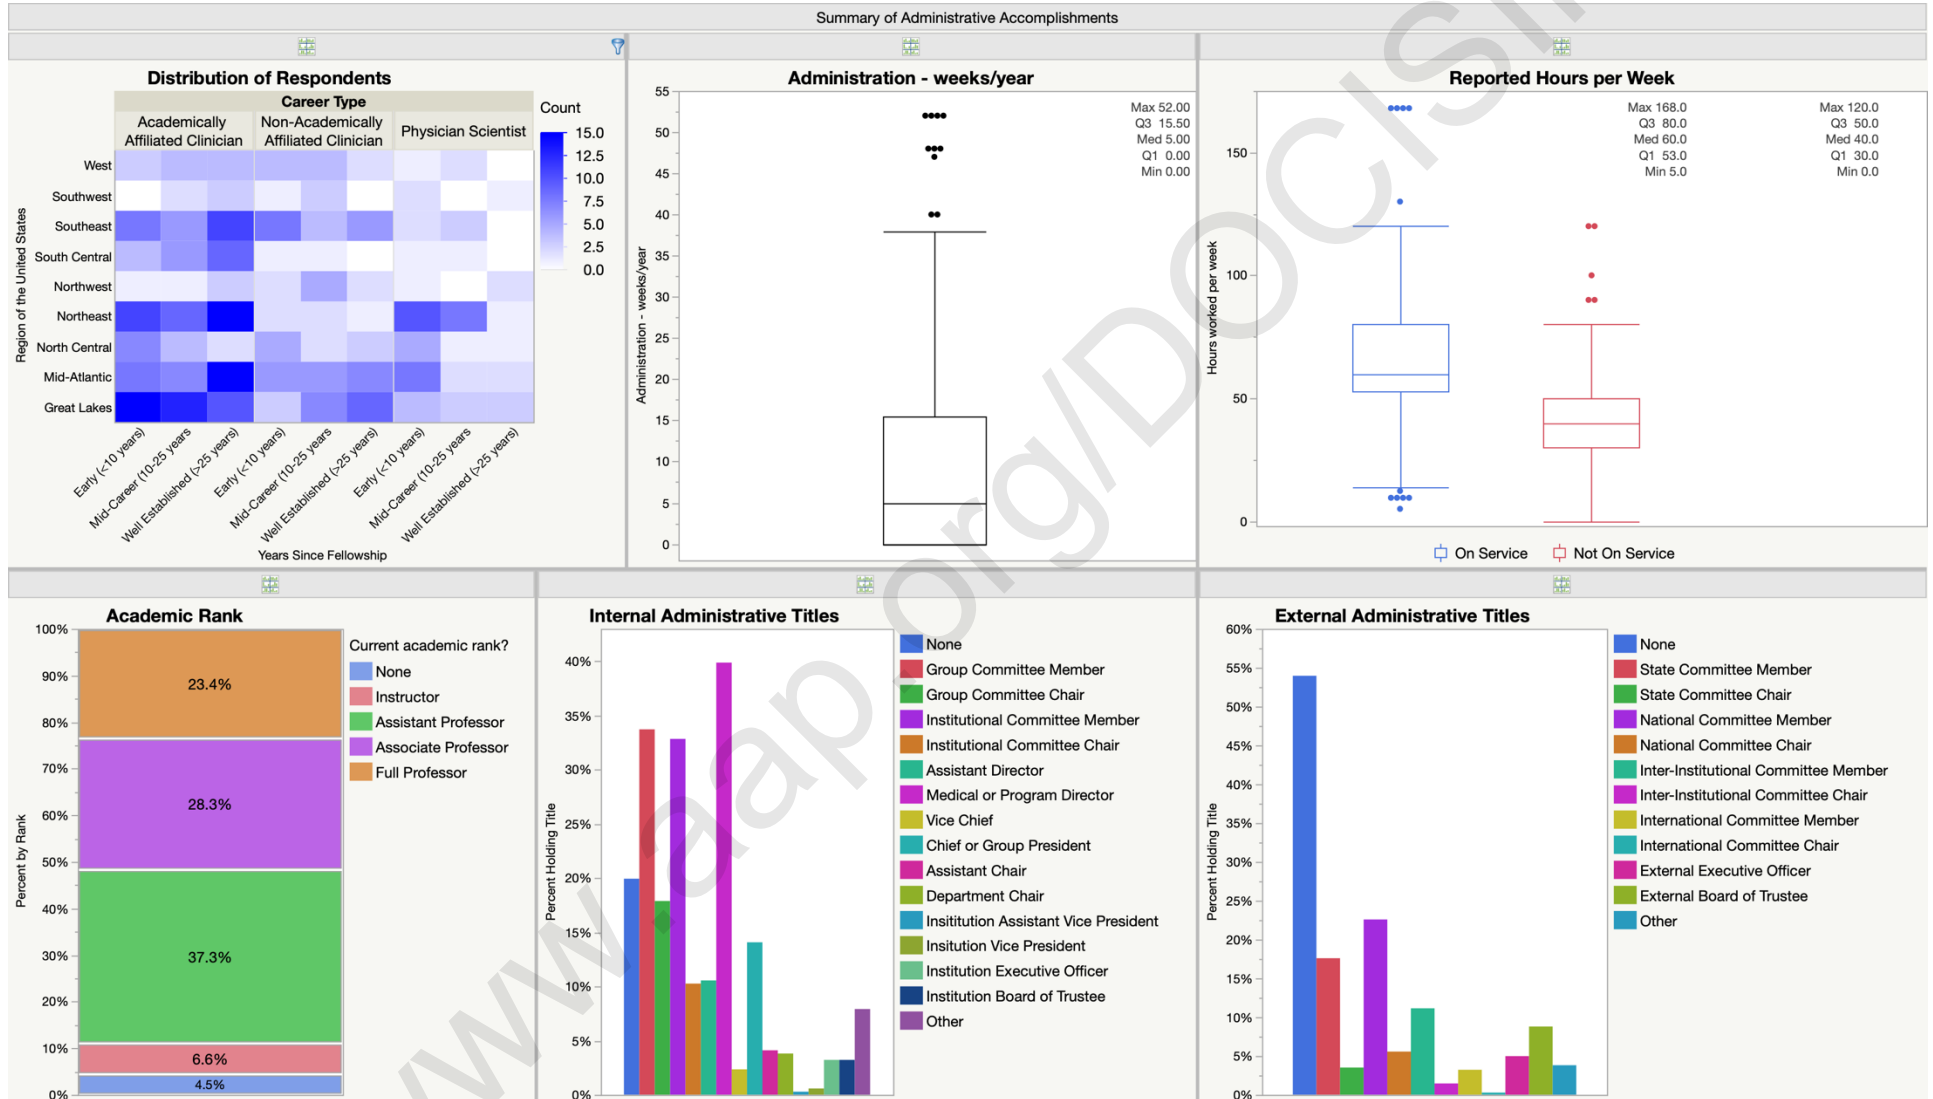 Summary of Administrative Accomplishments
Distribution of Respondents
Career Type
Academically Affiliated Clinician
Non-Academically Affiliated Clinician
Physician Scientist
Count
15.0
12.5
10.0
7.5
5.0
2.5
0.0
Region of the United States
West
Southwest
Southeast
South Central
Northwest
Northeast
North Central
Mid-Atlantic
Great Lakes
Early (<10 years)
Mid-Career (10-25 years
Well Established (>25 years)
Early (<10 years)
Mid-Career (10-25 years
Well Established (>25 years)
Early (<10 years)
Mid-Career (10-25 years
Well Established (>25 years)
Years Since Fellowship
Administration - weeks/year
Administration - weeks/year
55
50
45
40
35
30
25
20
15
10
5
0
Max 52.00
Q3 15.50
Med 5.00
Q1 0.00
Min 0.00
Reported Hours per Week
Hours worked per week
150
100
50
0
Max 168.0
Q3 80.0
Med 60.0
Q1 53.0
Min 5.0
Max 120.0
Q3 50.0
Med 40.0
Q1 30.0
Min 0.0
On Service
Not On Service
Academic Rank
Percent by Rank
100%
90%
80%
70%
60%
50%
40%
30%
20%
10%
0%
23.4%
28.3%
37.3%
6.6%
4.5%
Current academic rank?
None
Instructor
Assistant Professor
Associate Professor
Full Professor
Internal Administrative Titles
Percent Holding Title
40%
35%
30%
25%
20%
15%
10%
5%
0%
None
Group Committee Member
Group Committee Chair
Institutional Committee Member
Institutional Committee Chair
Assistant Director
Medical or Program Director
Vice Chief
Chief or Group President
Assistant Chair
Department Chair
Insititution Assistant Vice President
Insitution Vice President
Institution Executive Officer
Institution Board of Trustee
Other
External Administrative Titles
Percent Holding Title
60%
55%
50%
45%
40%
35%
30%
25%
20%
15%
10%
5%
0%
None
State Committee Member
State Committee Chair
National Committee Member
National Committee Chair
Inter-Institutional Committee Member
Inter-Institutional Committee Chair
International Committee Member
International Committee Chair
External Executive Officer
External Board of Trustee
Other